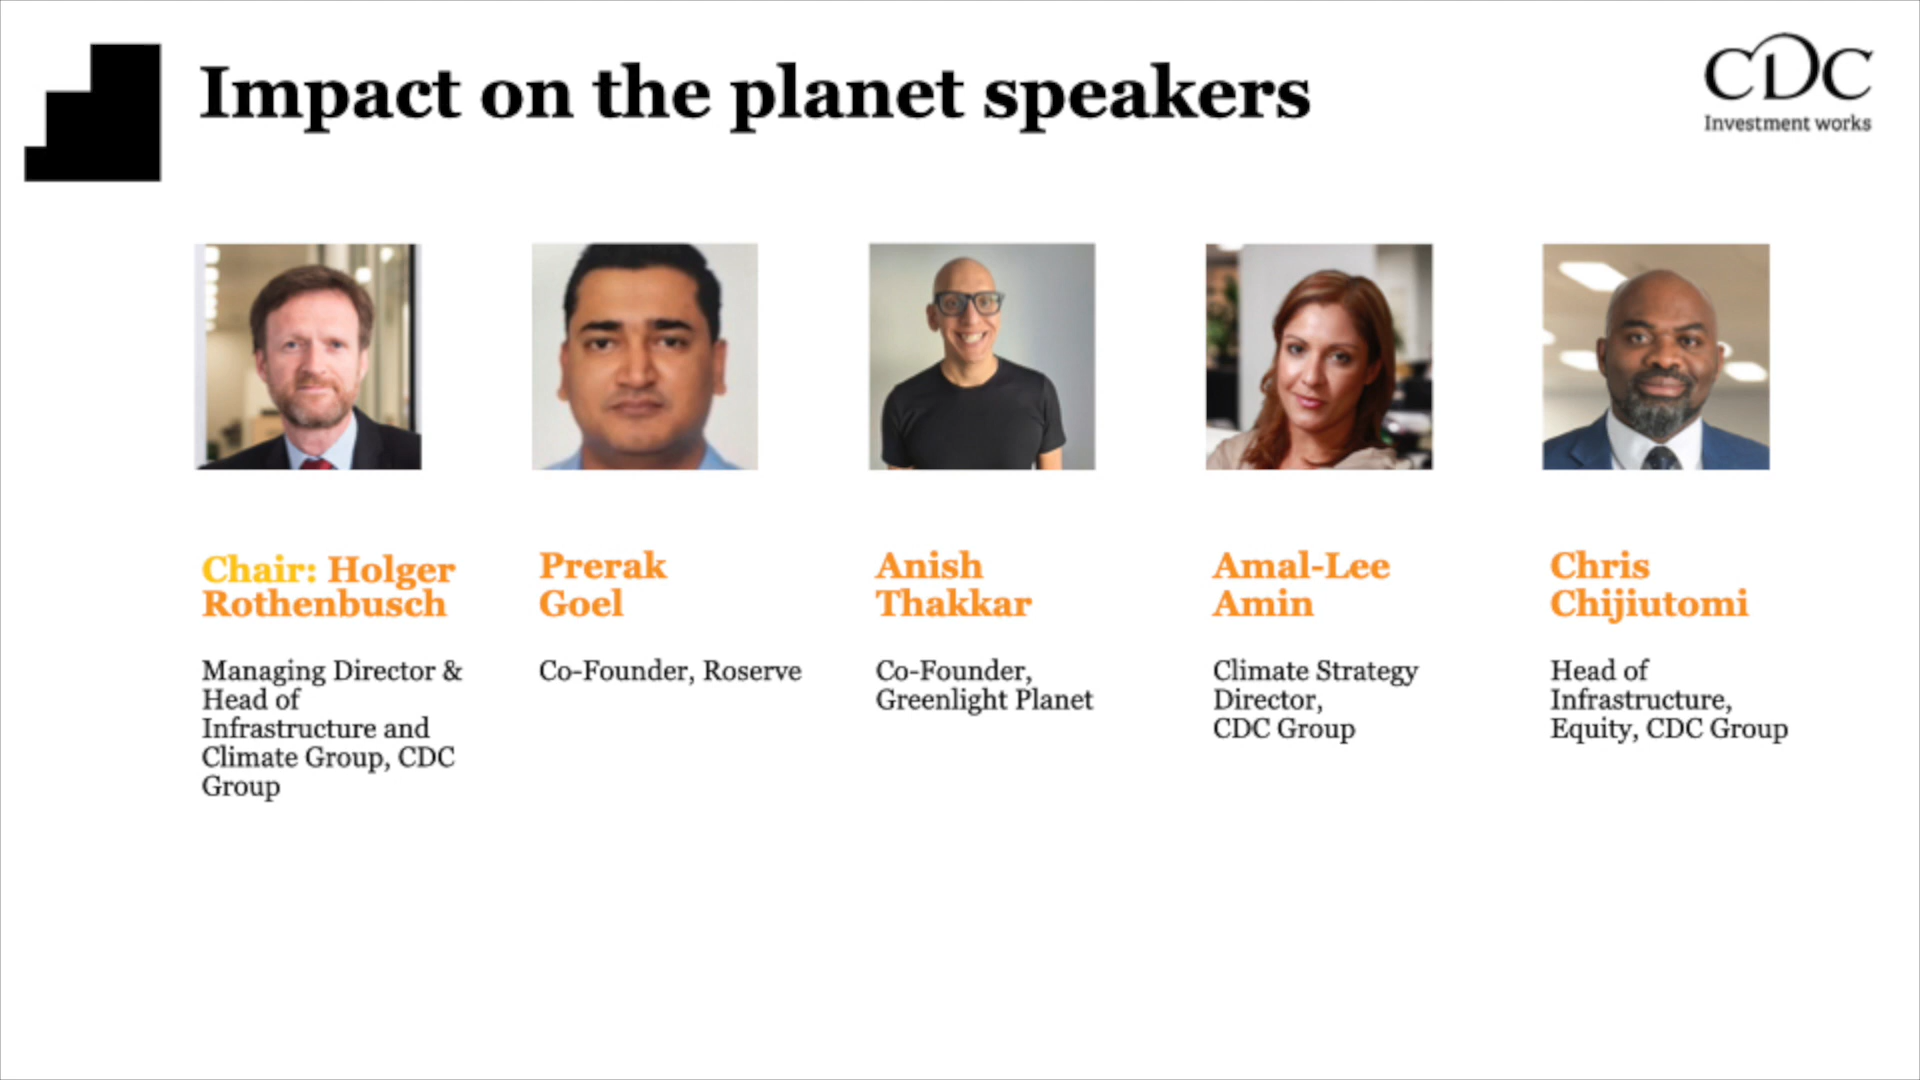 Impact on the planet speakers
CDC
Investment works
Chair: Holger
Rothenbusch
Managing Director &
Head of
Infrastructure and
Climate Group, CDC
Group
Prerak
Goel
Co-Founder, Roserve
Anish
Thakkar
Co-Founder,
Greenlight Planet
Amal-Lee
Amin
Climate Strategy
Director,
CDC Group
Chris
Chijiutomi
Head of
Infrastructure,
Equity, CDC Group